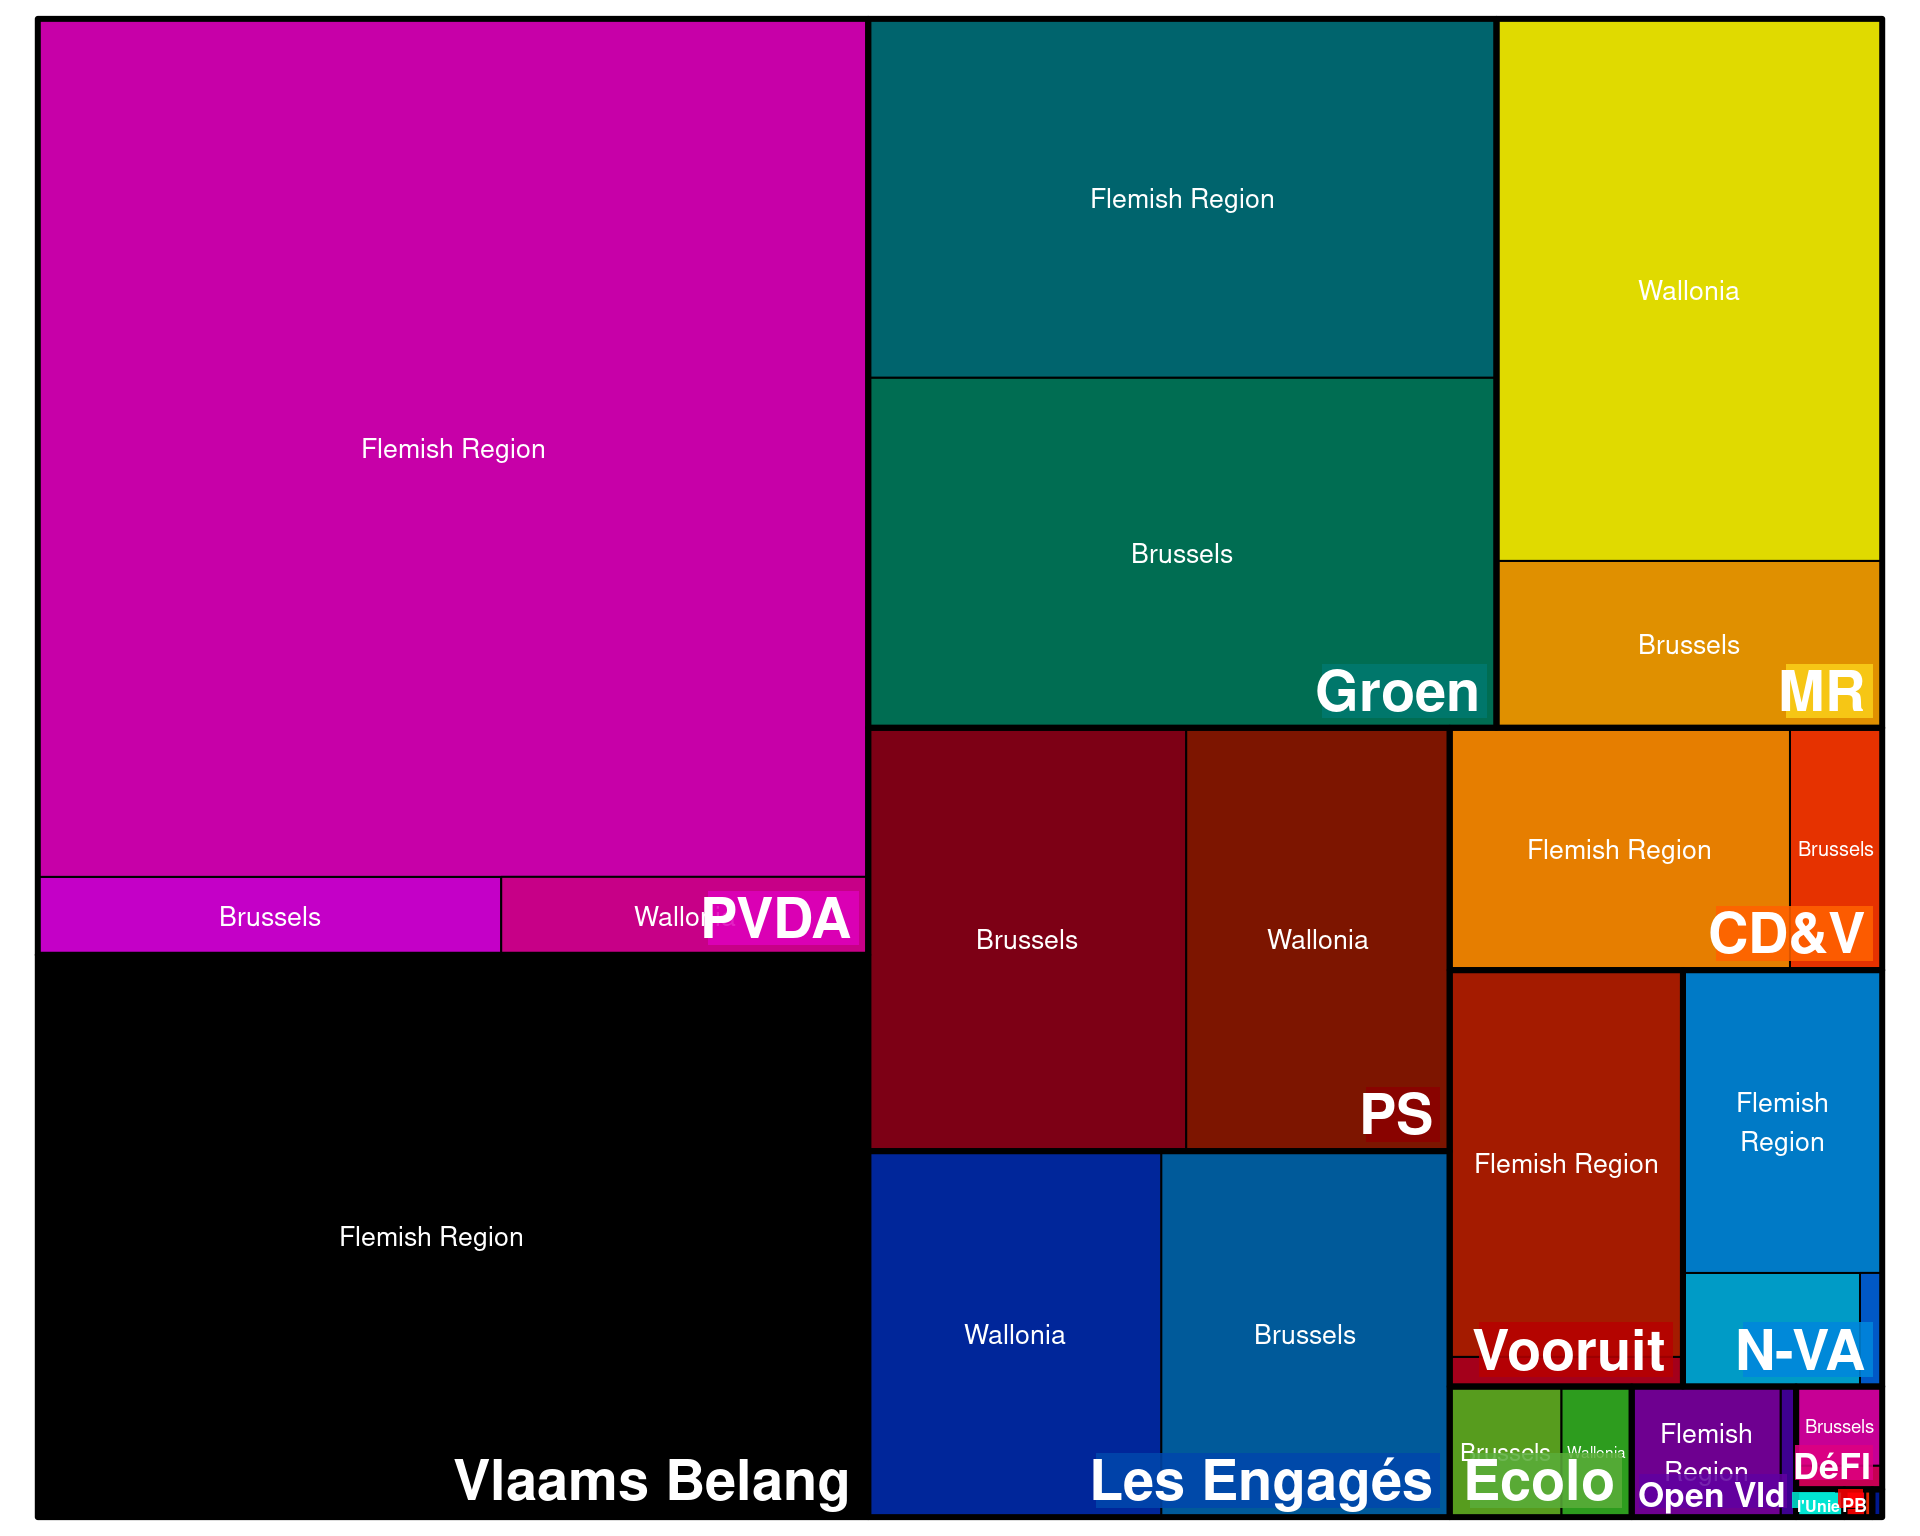 Flemish Region
Brussels
Wallonia
PVDA
Flemish Region
Vlaams Belang
Flemish Region
Brussels
Groen
Wallonia
Brussels
MR
Brussels
Wallonia
PS
Wallonia
Brussels
Les Engagés
Flemish Region
Brussels
CD&V
Flemish Region
Vooruit
Flemish
Region
N-VA
Brussels
Wallonia
Ecolo
Flemish
Region
Open Vld
Brussels
DéFI
l'Unie
PB